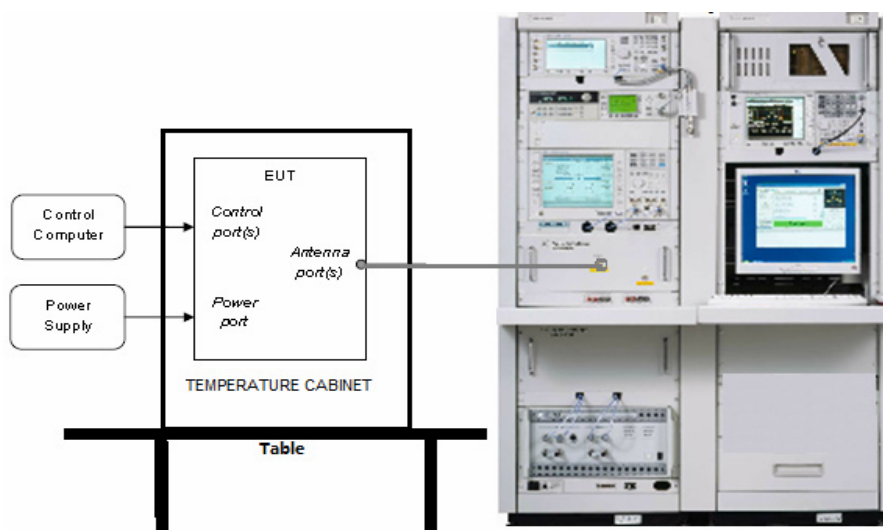 EUT
Control
Computer
Control
port(s)
Antenna
port(s)
Power
Supply
Power
port
TEMPERATURE CABINET
Table